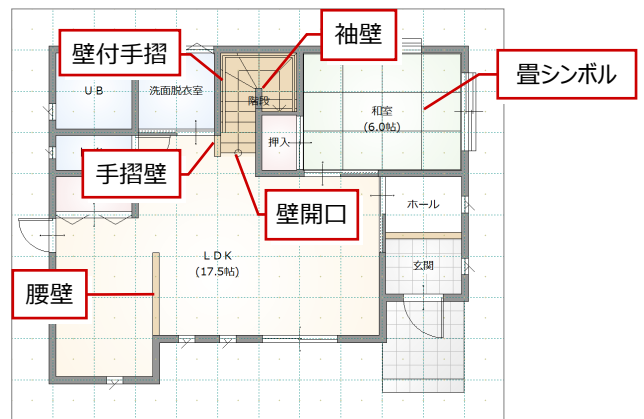 袖壁
壁付手摺
畳シンボル
UB
洗面脱衣室
階段
和室
(6.0帖)
押入
手摺壁
壁開口
ホール
LDK
(17.5帖)
玄関
腰壁